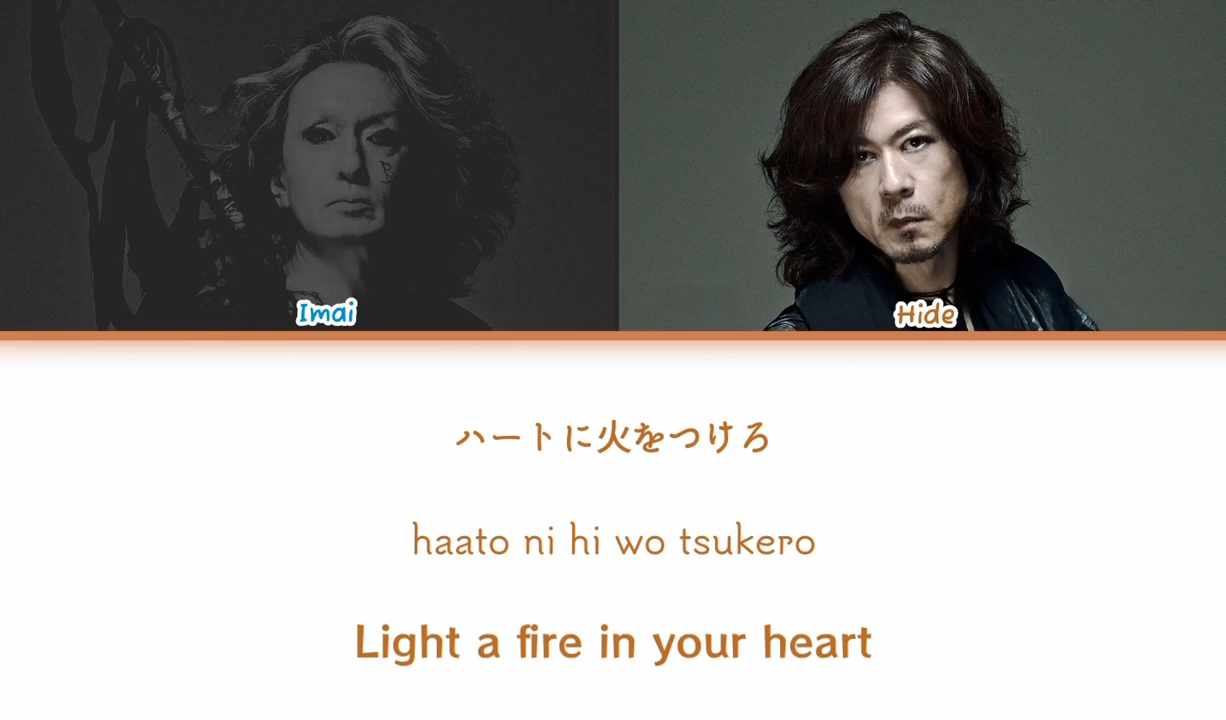 Imai
Hide
ハートに火をつけろ
haato ni hi wo tsukero
Light a fire in your heart